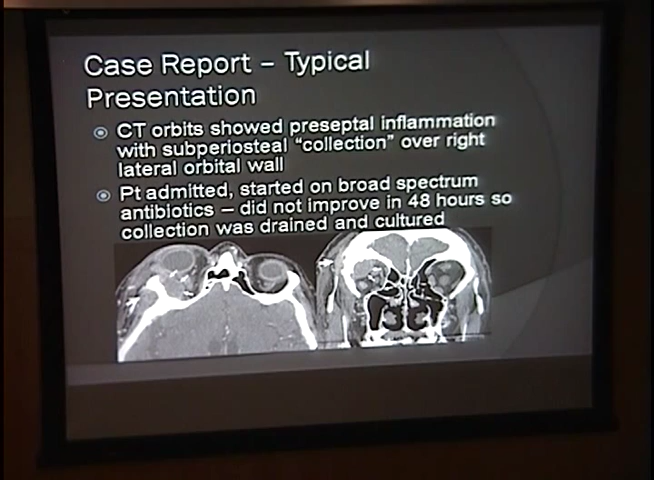 Case Report – Typical
Presentation
CT orbits showed preseptal inflammation
with subperiosteal "collection" over right
lateral orbital wall
Pt admitted, started on broad spectrum
antibiotics – did not improve in 48 hours so
collection was drained and cultured